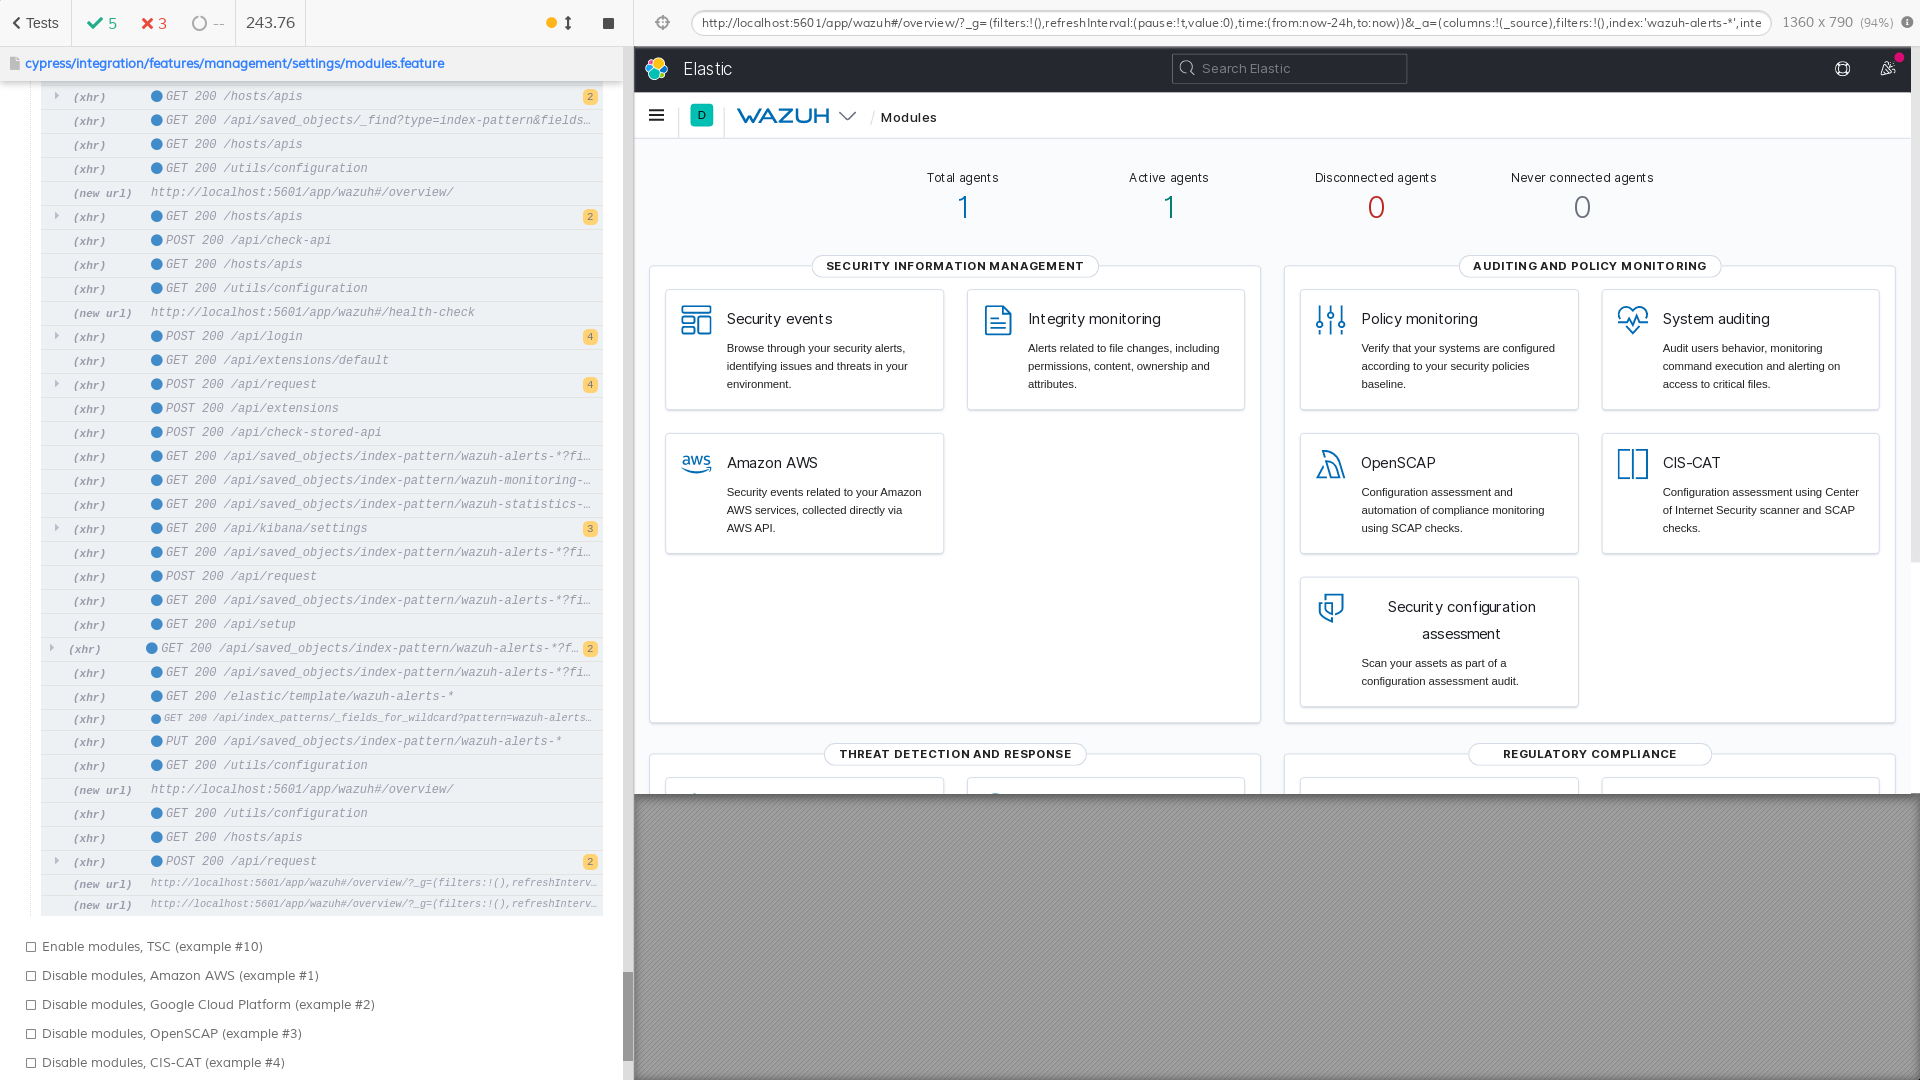 Tests
5
3
--
243.76
cypress/integration/features/management/settings/modules.feature
(xhr) GET 200 /hosts/apis 2
(xhr) GET 200 /api/saved_objects/_find?type=index-pattern&fields…
(xhr) GET 200 /hosts/apis
(xhr) GET 200 /utils/configuration
(new url) http://localhost:5601/app/wazuh#/overview/
(xhr) GET 200 /hosts/apis 2
(xhr) POST 200 /api/check-api
(xhr) GET 200 /hosts/apis
(xhr) GET 200 /utils/configuration
(new url) http://localhost:5601/app/wazuh#/health-check
(xhr) POST 200 /api/login 4
(xhr) GET 200 /api/extensions/default
(xhr) POST 200 /api/request 4
(xhr) POST 200 /api/extensions
(xhr) POST 200 /api/check-stored-api
(xhr) GET 200 /api/saved_objects/index-pattern/wazuh-alerts-*?fi…
(xhr) GET 200 /api/saved_objects/index-pattern/wazuh-monitoring-…
(xhr) GET 200 /api/saved_objects/index-pattern/wazuh-statistics-…
(xhr) GET 200 /api/kibana/settings 3
(xhr) GET 200 /api/saved_objects/index-pattern/wazuh-alerts-*?fi…
(xhr) POST 200 /api/request
(xhr) GET 200 /api/saved_objects/index-pattern/wazuh-alerts-*?fi…
(xhr) GET 200 /api/setup
(xhr) GET 200 /api/saved_objects/index-pattern/wazuh-alerts-*?f… 2
(xhr) GET 200 /api/saved_objects/index-pattern/wazuh-alerts-*?fi…
(xhr) GET 200 /elastic/template/wazuh-alerts-*
(xhr) GET 200 /api/index_patterns/_fields_for_wildcard?pattern=wazuh-alerts…
(xhr) PUT 200 /api/saved_objects/index-pattern/wazuh-alerts-*
(xhr) GET 200 /utils/configuration
(new url) http://localhost:5601/app/wazuh#/overview/
(xhr) GET 200 /utils/configuration
(xhr) GET 200 /hosts/apis
(xhr) POST 200 /api/request 2
(new url) http://localhost:5601/app/wazuh#/overview/?_g=(filters:!(),refreshInterv…
(new url) http://localhost:5601/app/wazuh#/overview/?_g=(filters:!(),refreshInterv…
Enable modules, TSC (example #10)
Disable modules, Amazon AWS (example #1)
Disable modules, Google Cloud Platform (example #2)
Disable modules, OpenSCAP (example #3)
Disable modules, CIS-CAT (example #4)
http://localhost:5601/app/wazuh#/overview/?_g=(filters:!(),refreshInterval:(pause:!t,value:0),time:(from:now-24h,to:now))&_a=(columns:!(_source),filters:!(),index:'wazuh-alerts-*',inte
1360 x 790 (94%)
Elastic
Search Elastic
D
WAZUH
/ Modules
Total agents
1
Active agents
1
Disconnected agents
0
Never connected agents
0
SECURITY INFORMATION MANAGEMENT
Security events
Browse through your security alerts,
identifying issues and threats in your
environment.
Integrity monitoring
Alerts related to file changes, including
permissions, content, ownership and
attributes.
aws
Amazon AWS
Security events related to your Amazon
AWS services, collected directly via
AWS API.
AUDITING AND POLICY MONITORING
Policy monitoring
Verify that your systems are configured
according to your security policies
baseline.
System auditing
Audit users behavior, monitoring
command execution and alerting on
access to critical files.
OpenSCAP
Configuration assessment and
automation of compliance monitoring
using SCAP checks.
CIS-CAT
Configuration assessment using Center
of Internet Security scanner and SCAP
checks.
Security configuration
assessment
Scan your assets as part of a
configuration assessment audit.
THREAT DETECTION AND RESPONSE
REGULATORY COMPLIANCE